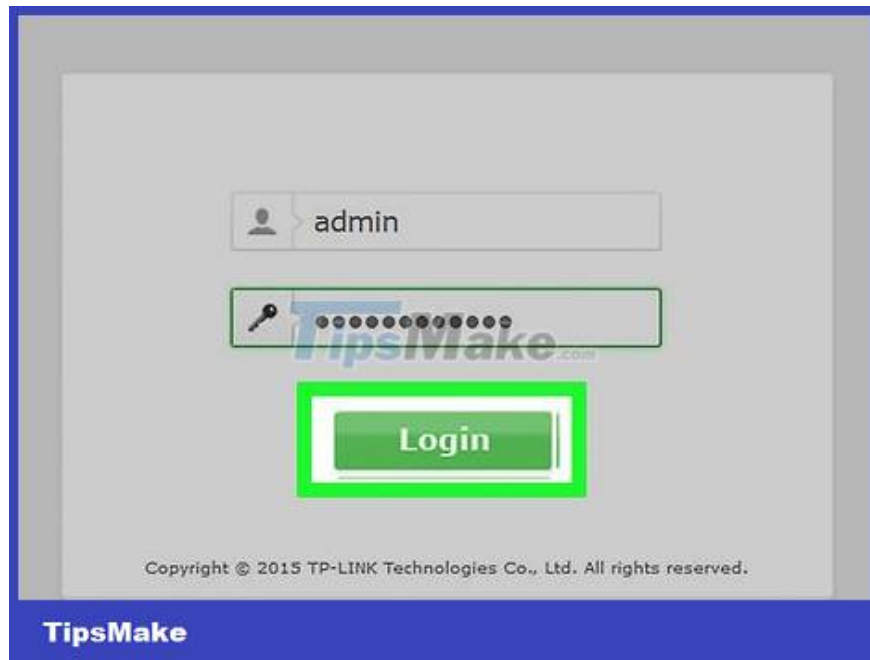 admin
••••••••••••
TipsMake.com
Login
Copyright © 2015 TP-LINK Technologies Co., Ltd. All rights reserved.
TipsMake